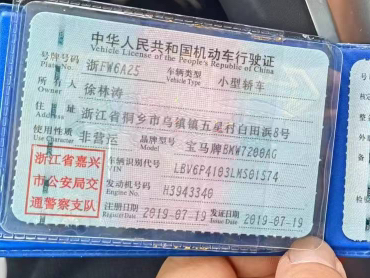 中华人民共和国机动车行驶证
Vehicle License of the People's Republic of China
号牌号码 Plate No. 浙FW6A25 车辆类型 Vehicle Type 小型轿车
所有人 Owner 徐林涛
住址 Address 浙江省桐乡市乌镇镇五星村白田浜8号
使用性质 Use Character 非营运 品牌型号 Model 宝马牌BMW7200AG
浙江省嘉兴
市公安局交
通警察支队
车辆识别代号 VIN LBV6P4103LMS01574
发动机号码 Engine No. H3943340
注册日期 Register Date 2019-07-19 发证日期 Issue Date 2019-07-19